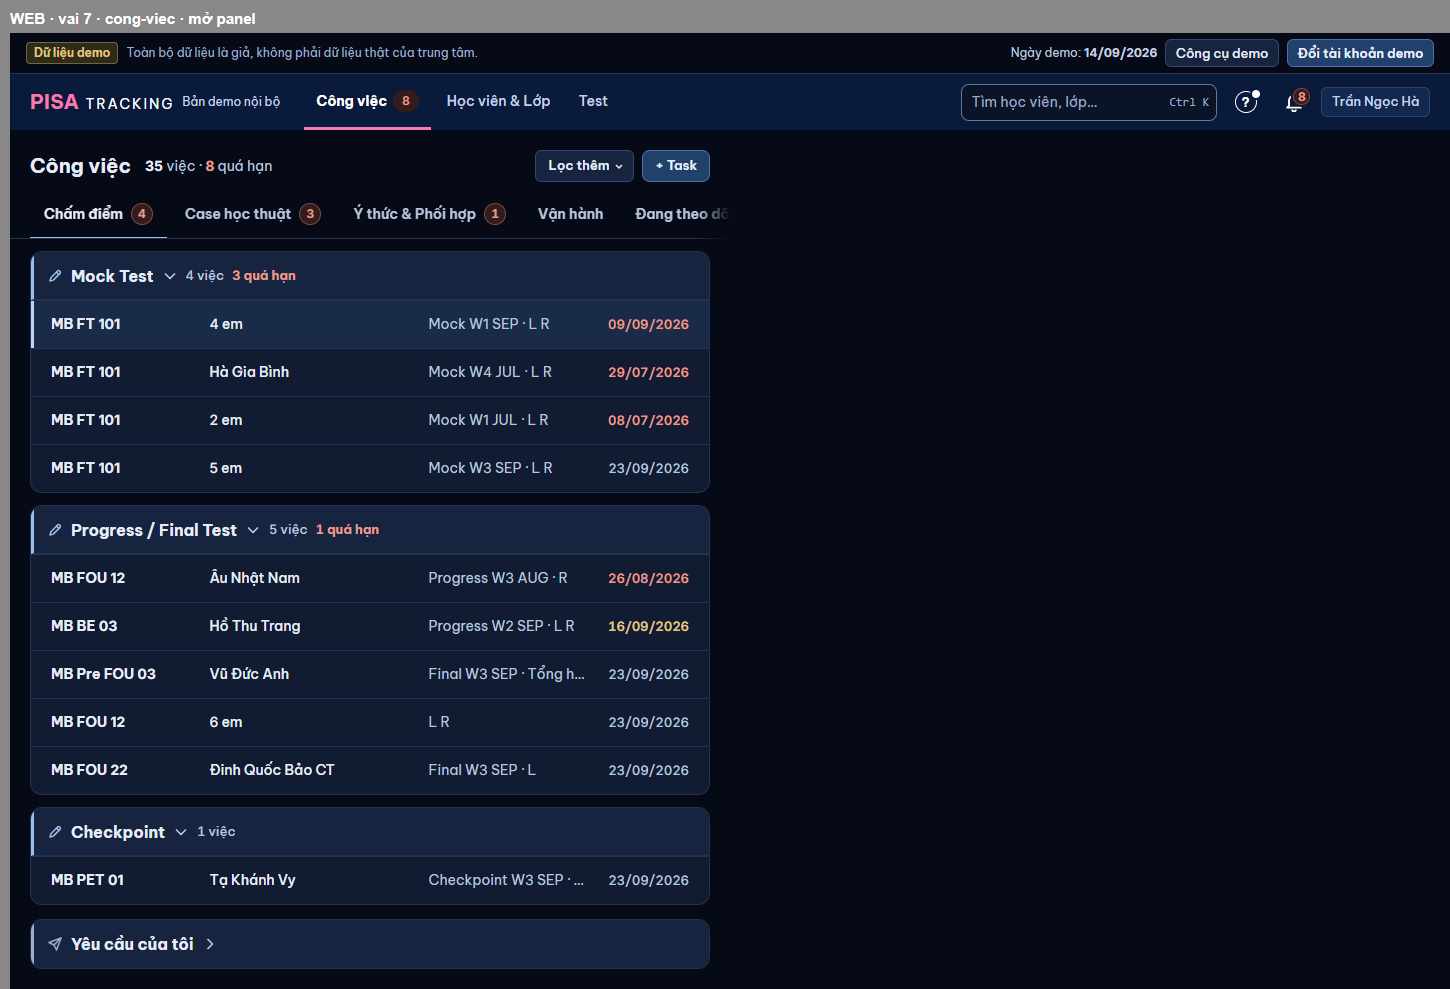 WEB · vai 7 · cong-viec · mở panel
Dữ liệu demo Toàn bộ dữ liệu là giả, không phải dữ liệu thật của trung tâm. Ngày demo: 14/09/2026 Công cụ demo Đổi tài khoản demo
PISA TRACKING Bản demo nội bộ Công việc 8 Học viên & Lớp Test Tìm học viên, lớp... Ctrl K ? 8 Trần Ngọc Hà
Công việc 35 việc · 8 quá hạn Lọc thêm + Task
Chấm điểm 4 Case học thuật 3 Ý thức & Phối hợp 1 Vận hành Đang theo dõ
Mock Test 4 việc 3 quá hạn
MB FT 101 4 em Mock W1 SEP · L R 09/09/2026
MB FT 101 Hà Gia Bình Mock W4 JUL · L R 29/07/2026
MB FT 101 2 em Mock W1 JUL · L R 08/07/2026
MB FT 101 5 em Mock W3 SEP · L R 23/09/2026
Progress / Final Test 5 việc 1 quá hạn
MB FOU 12 Âu Nhật Nam Progress W3 AUG · R 26/08/2026
MB BE 03 Hồ Thu Trang Progress W2 SEP · L R 16/09/2026
MB Pre FOU 03 Vũ Đức Anh Final W3 SEP · Tổng h... 23/09/2026
MB FOU 12 6 em L R 23/09/2026
MB FOU 22 Đinh Quốc Bảo CT Final W3 SEP · L 23/09/2026
Checkpoint 1 việc
MB PET 01 Tạ Khánh Vy Checkpoint W3 SEP · ... 23/09/2026
Yêu cầu của tôi